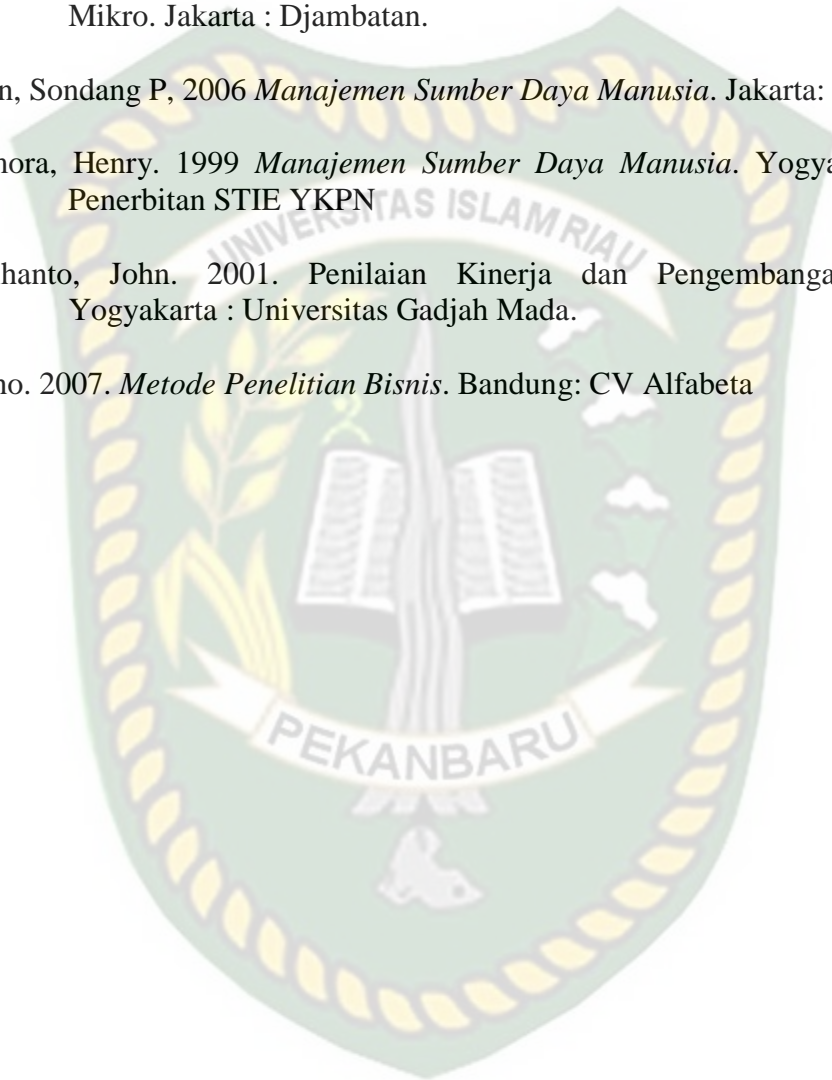 Mikro. Jakarta : Djambatan.
n, Sondang P, 2006 Manajemen Sumber Daya Manusia. Jakarta:
nora, Henry. 1999 Manajemen Sumber Daya Manusia. Yogya
Penerbitan STIE YKPN
UNIVERSITAS ISLAM RIAU
hanto, John. 2001. Penilaian Kinerja dan Pengembanga
Yogyakarta : Universitas Gadjah Mada.
no. 2007. Metode Penelitian Bisnis. Bandung: CV Alfabeta
PEKANBARU